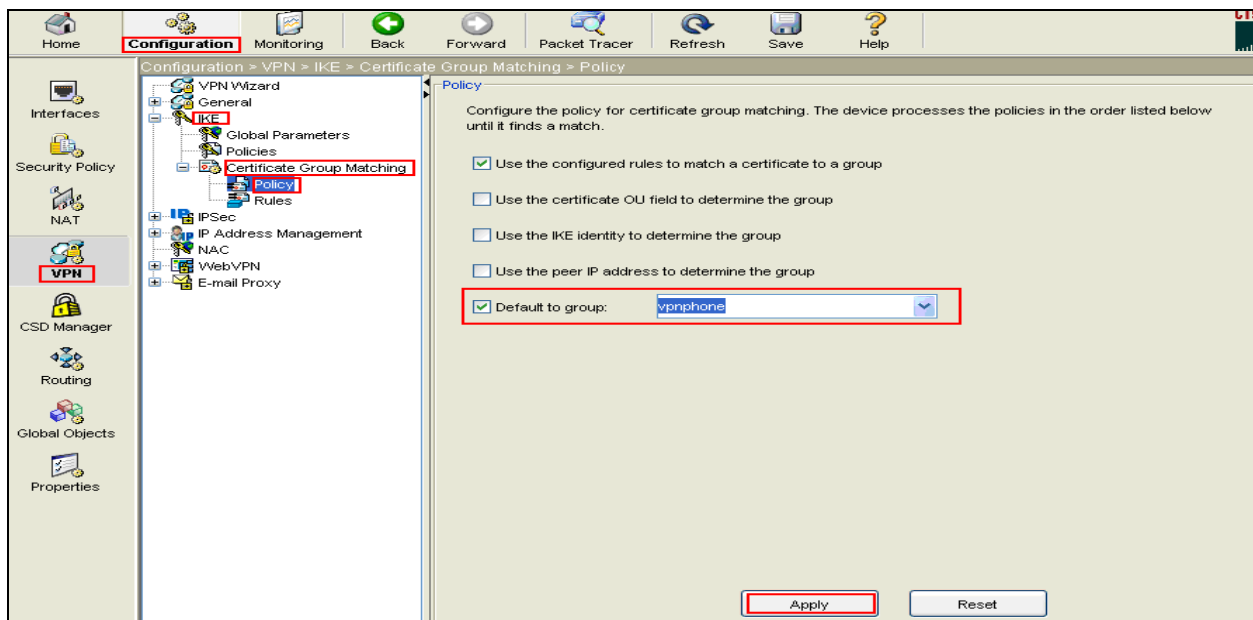 Home
Configuration
Monitoring
Back
Forward
Packet Tracer
Refresh
Save
Help
Configuration > VPN > IKE > Certificate Group Matching > Policy
Interfaces
Security Policy
NAT
VPN
CSD Manager
Routing
Global Objects
Properties
VPN Wizard
General
IKE
Global Parameters
Policies
Certificate Group Matching
Policy
Rules
IPSec
IP Address Management
NAC
WebVPN
E-mail Proxy
Policy
Configure the policy for certificate group matching. The device processes the policies in the order listed below
until it finds a match.
Use the configured rules to match a certificate to a group
Use the certificate OU field to determine the group
Use the IKE identity to determine the group
Use the peer IP address to determine the group
Default to group: vpnphone
Apply
Reset